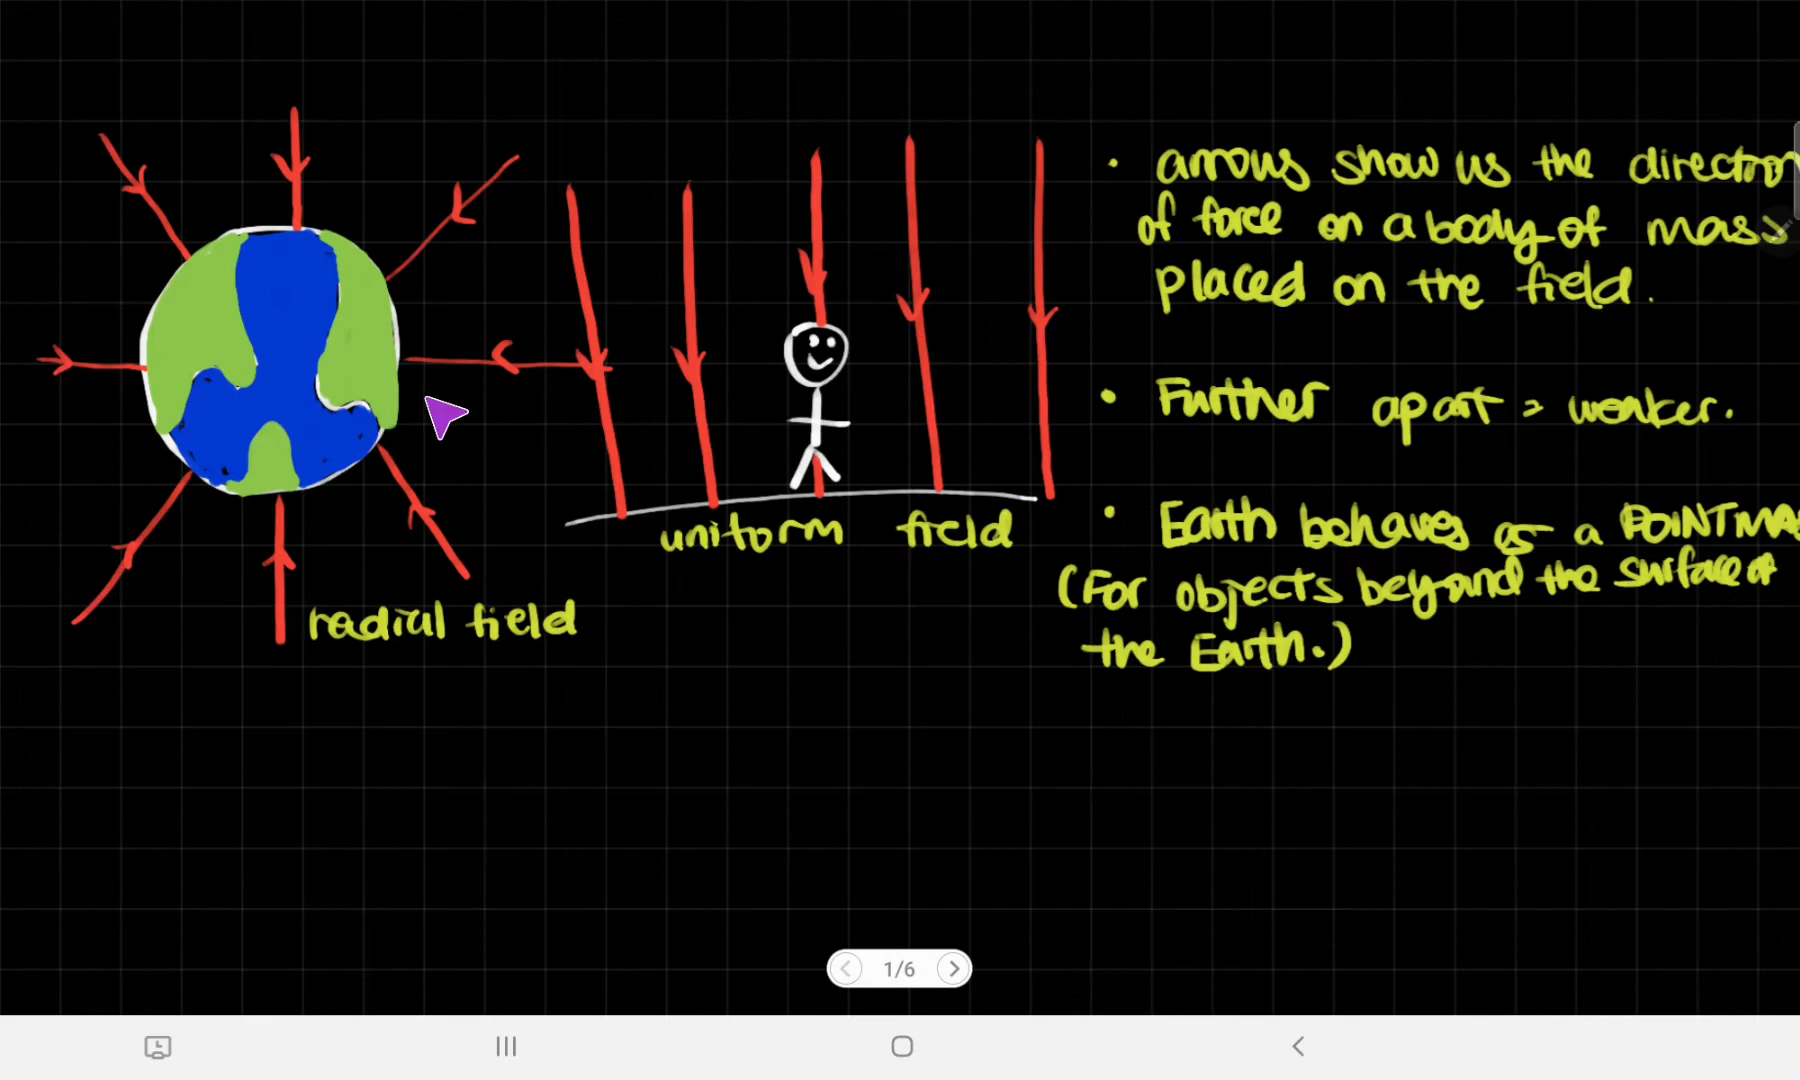 radial field
uniform field
• arrows show us the direction
of force on a body of mass
placed on the field.
• Further apart = weaker.
• Earth behaves as a POINT MAS
(For objects beyond the surface of
the Earth.)
1/6